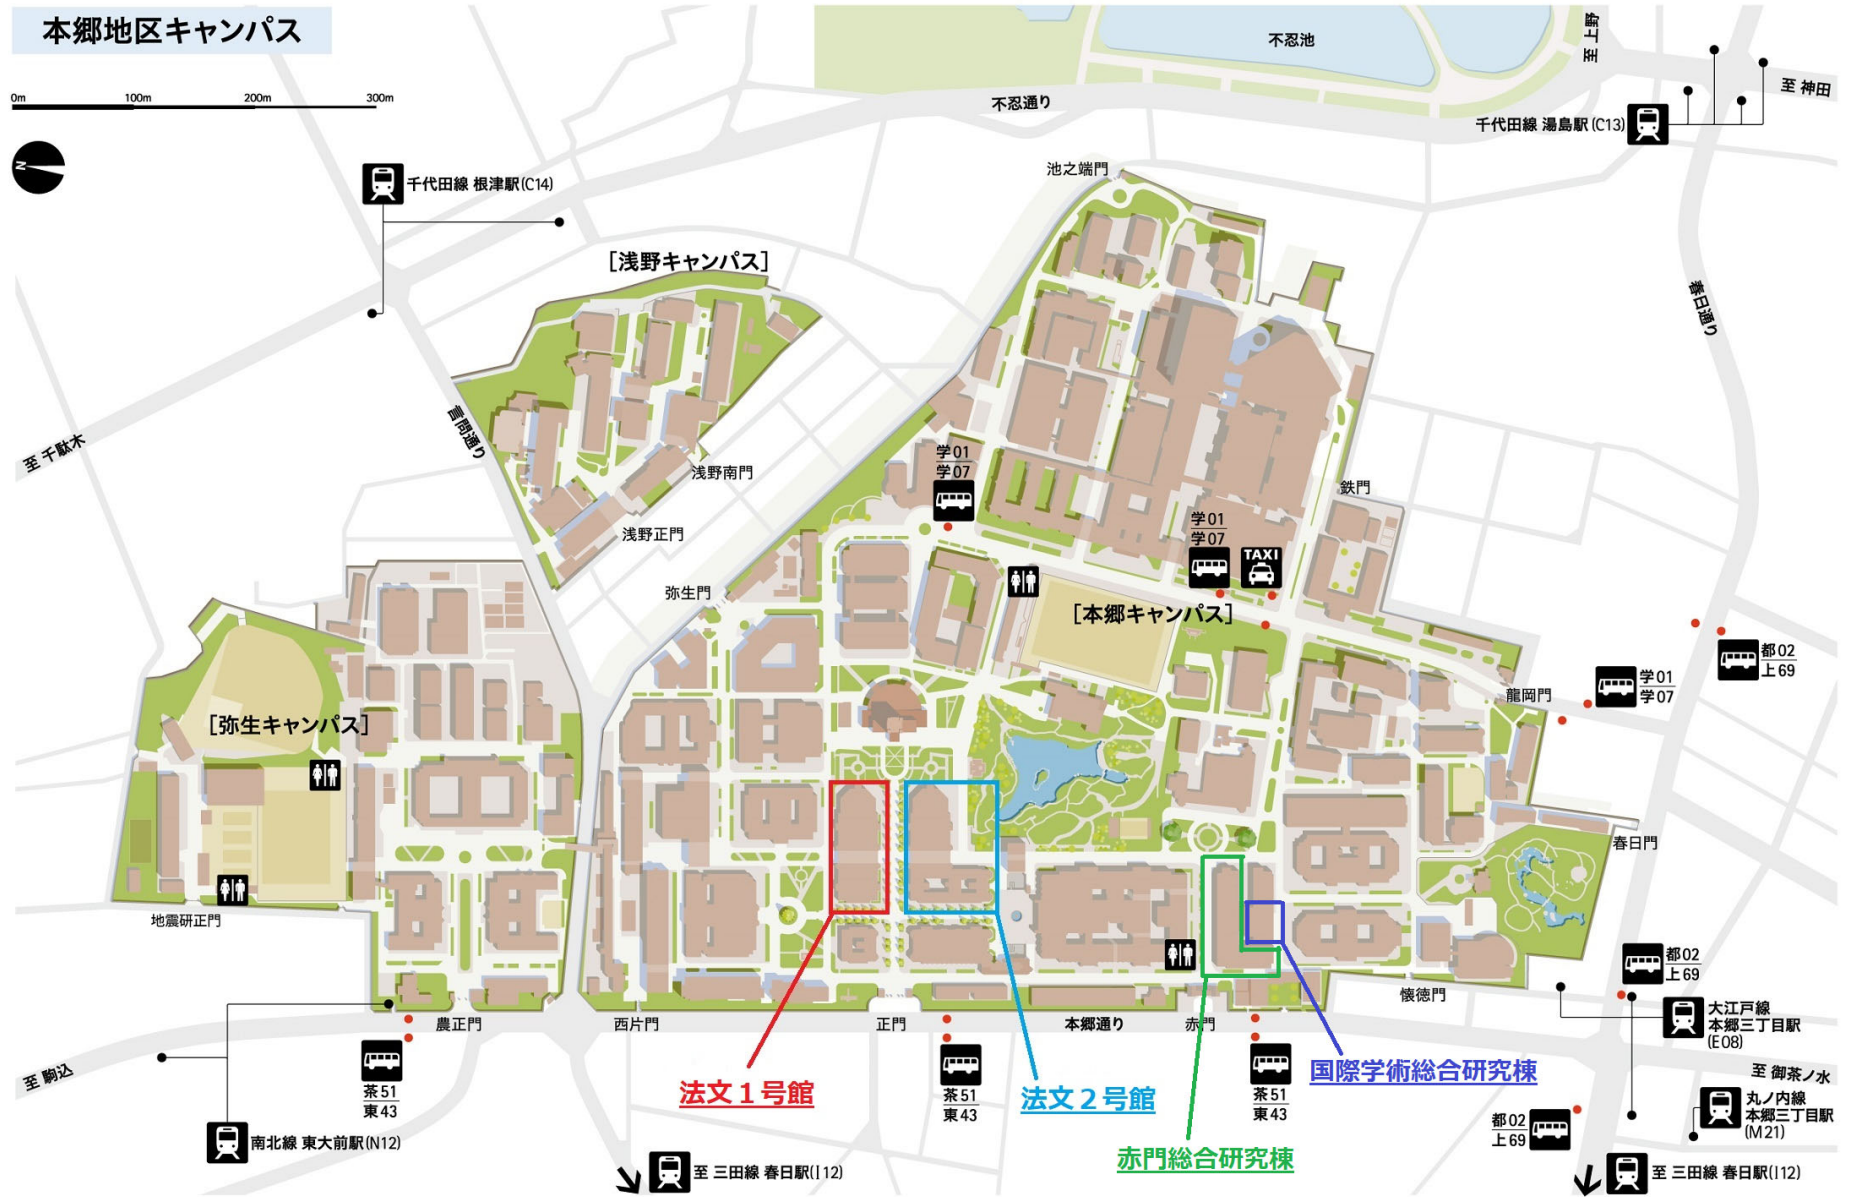 本郷地区キャンパス
0m 100m 200m 300m
N
不忍池
至 上野
至 神田
不忍通り
千代田線 湯島駅(C13)
千代田線 根津駅(C14)
池之端門
[浅野キャンパス]
春日通り
言問通り
至 千駄木
学01
学07
浅野南門
鉄門
浅野正門
学01
学07
TAXI
弥生門
[本郷キャンパス]
都02
上69
学01
学07
龍岡門
[弥生キャンパス]
春日門
地震研正門
都02
上69
懐徳門
大江戸線
本郷三丁目駅
(E08)
農正門
西片門
正門
本郷通り
赤門
至 駒込
茶51
東43
法文1号館
茶51
東43
法文2号館
茶51
東43
国際学術総合研究棟
至 御茶ノ水
丸ノ内線
本郷三丁目駅
(M21)
都02
上69
南北線 東大前駅(N12)
赤門総合研究棟
至 三田線 春日駅(I12)
至 三田線 春日駅(I12)